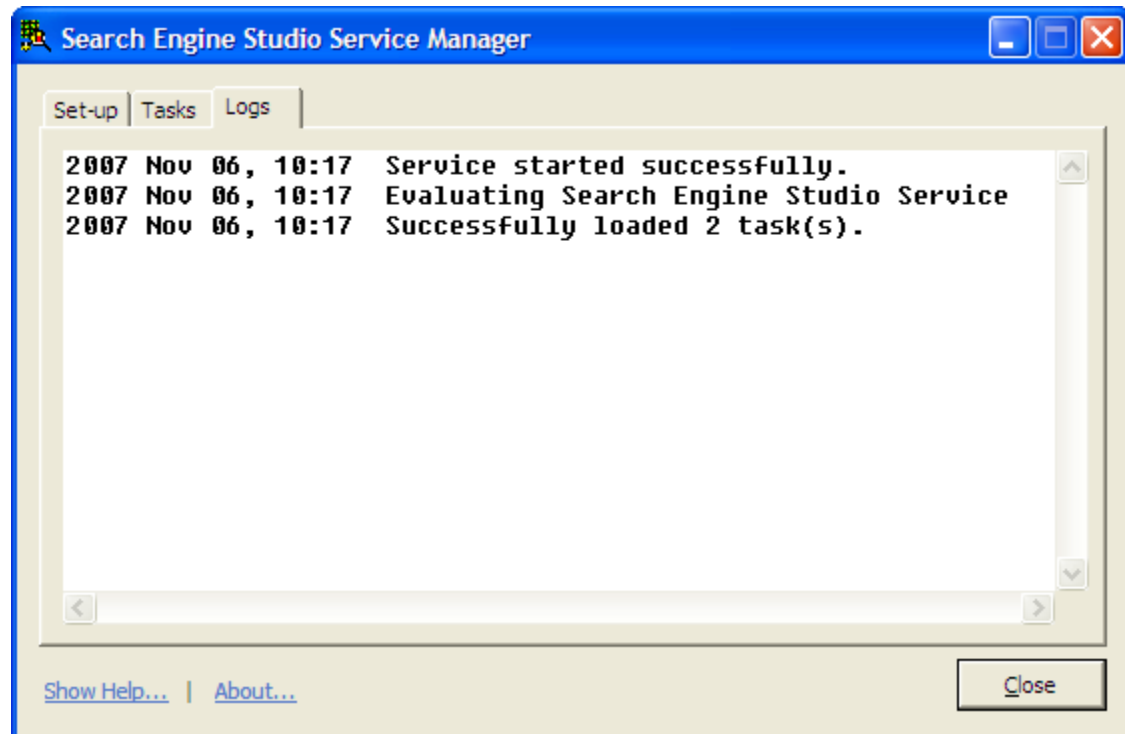 Search Engine Studio Service Manager
Set-up Tasks Logs
2007 Nov 06, 10:17  Service started successfully.
2007 Nov 06, 10:17  Evaluating Search Engine Studio Service
2007 Nov 06, 10:17  Successfully loaded 2 task(s).
Show Help... | About... Close